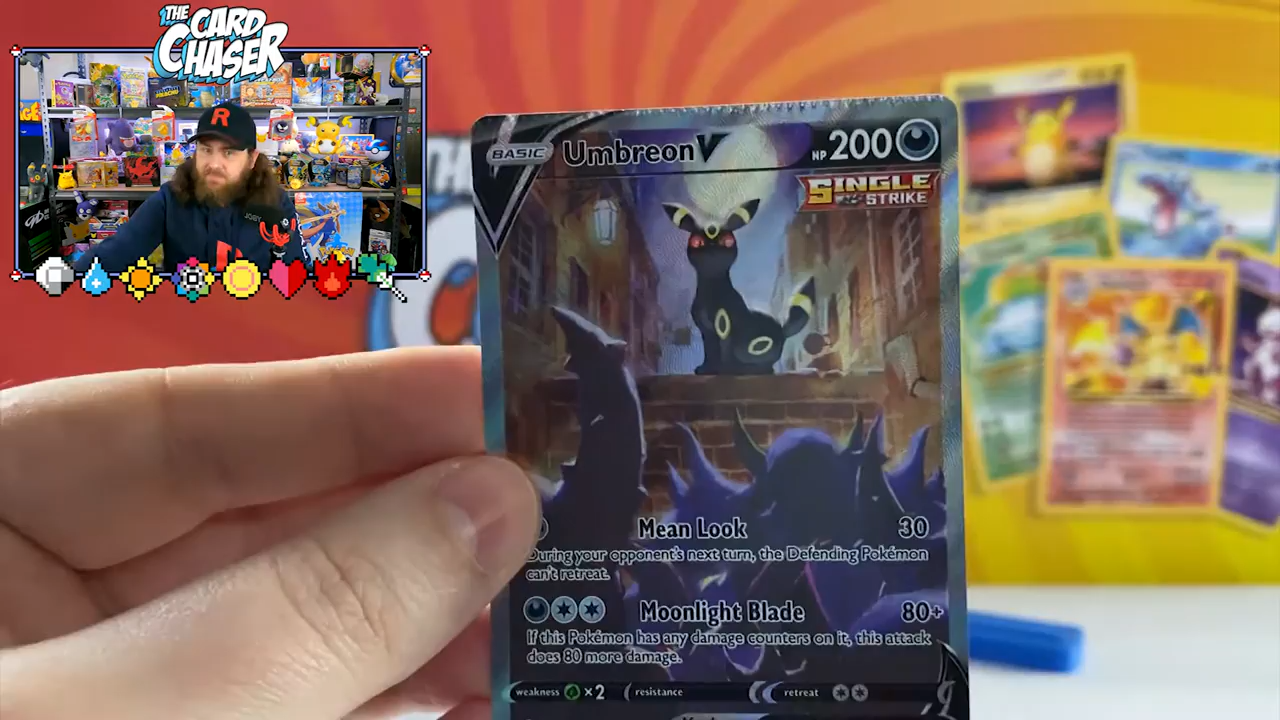 THE
CARD
CHASER
R
BASIC
Umbreon V
HP 200
SINGLE
STRIKE
Mean Look 30
During your opponent's next turn, the Defending Pokémon
can't retreat.
Moonlight Blade 80+
If this Pokémon has any damage counters on it, this attack
does 80 more damage.
weakness ×2 resistance retreat